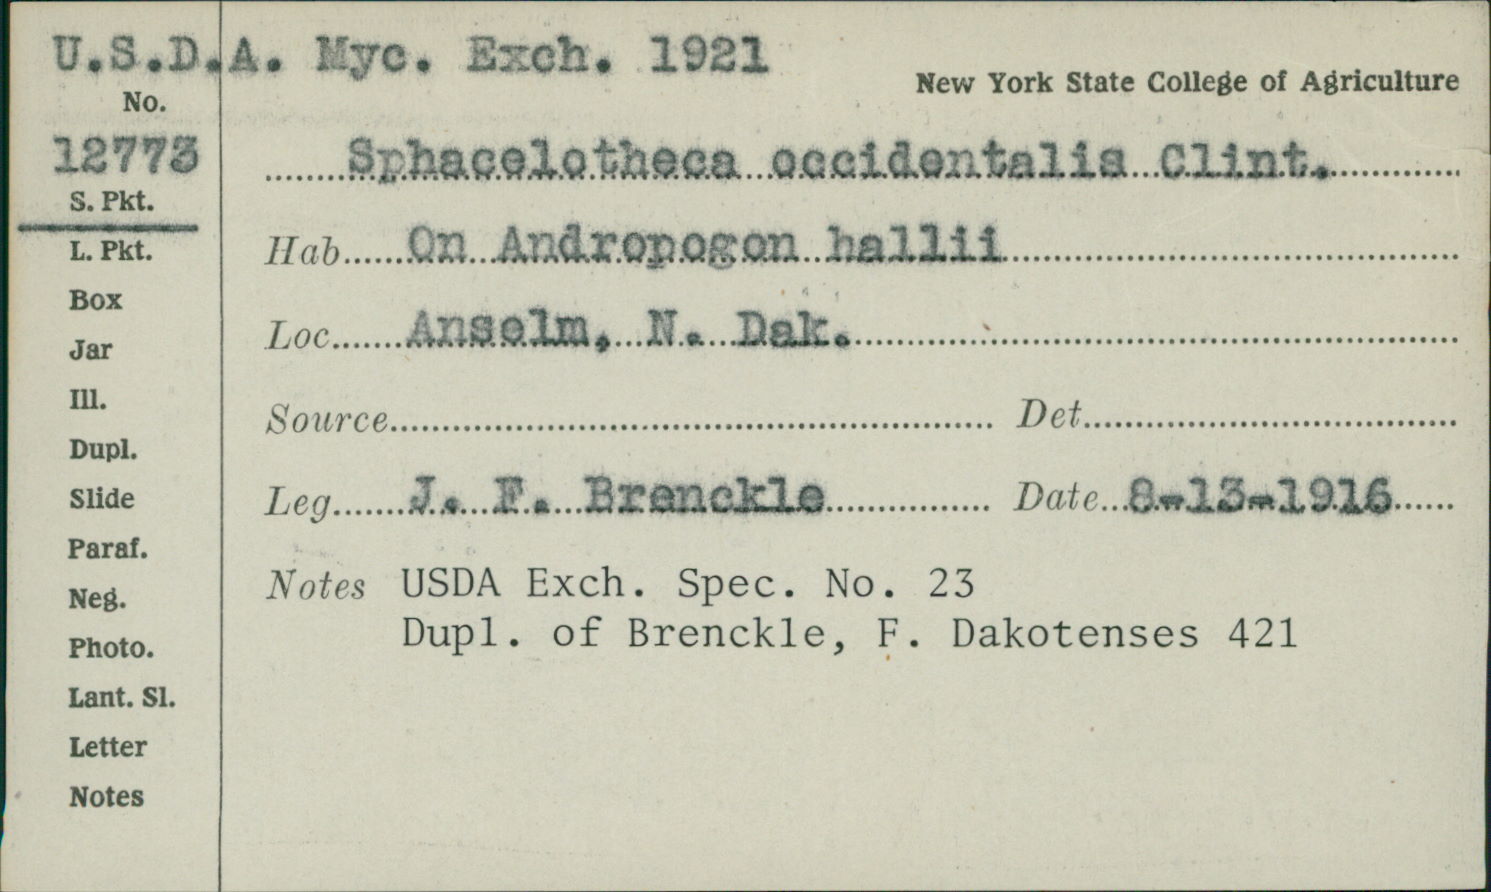 U.S.D.A. Myc. Exch. 1921
New York State College of Agriculture
No.
12773
Sphacelotheca occidentalis Clint.
S. Pkt.
L. Pkt.
Hab. On Andropogon hallii
Box
Loc. Anselm, N. Dak.
Jar
Ill.
Source Det.
Dupl.
Slide
Leg. J. F. Brenckle Date 8-13-1916
Paraf.
Neg.
Notes USDA Exch. Spec. No. 23
Dupl. of Brenckle, F. Dakotenses 421
Photo.
Lant. Sl.
Letter
Notes